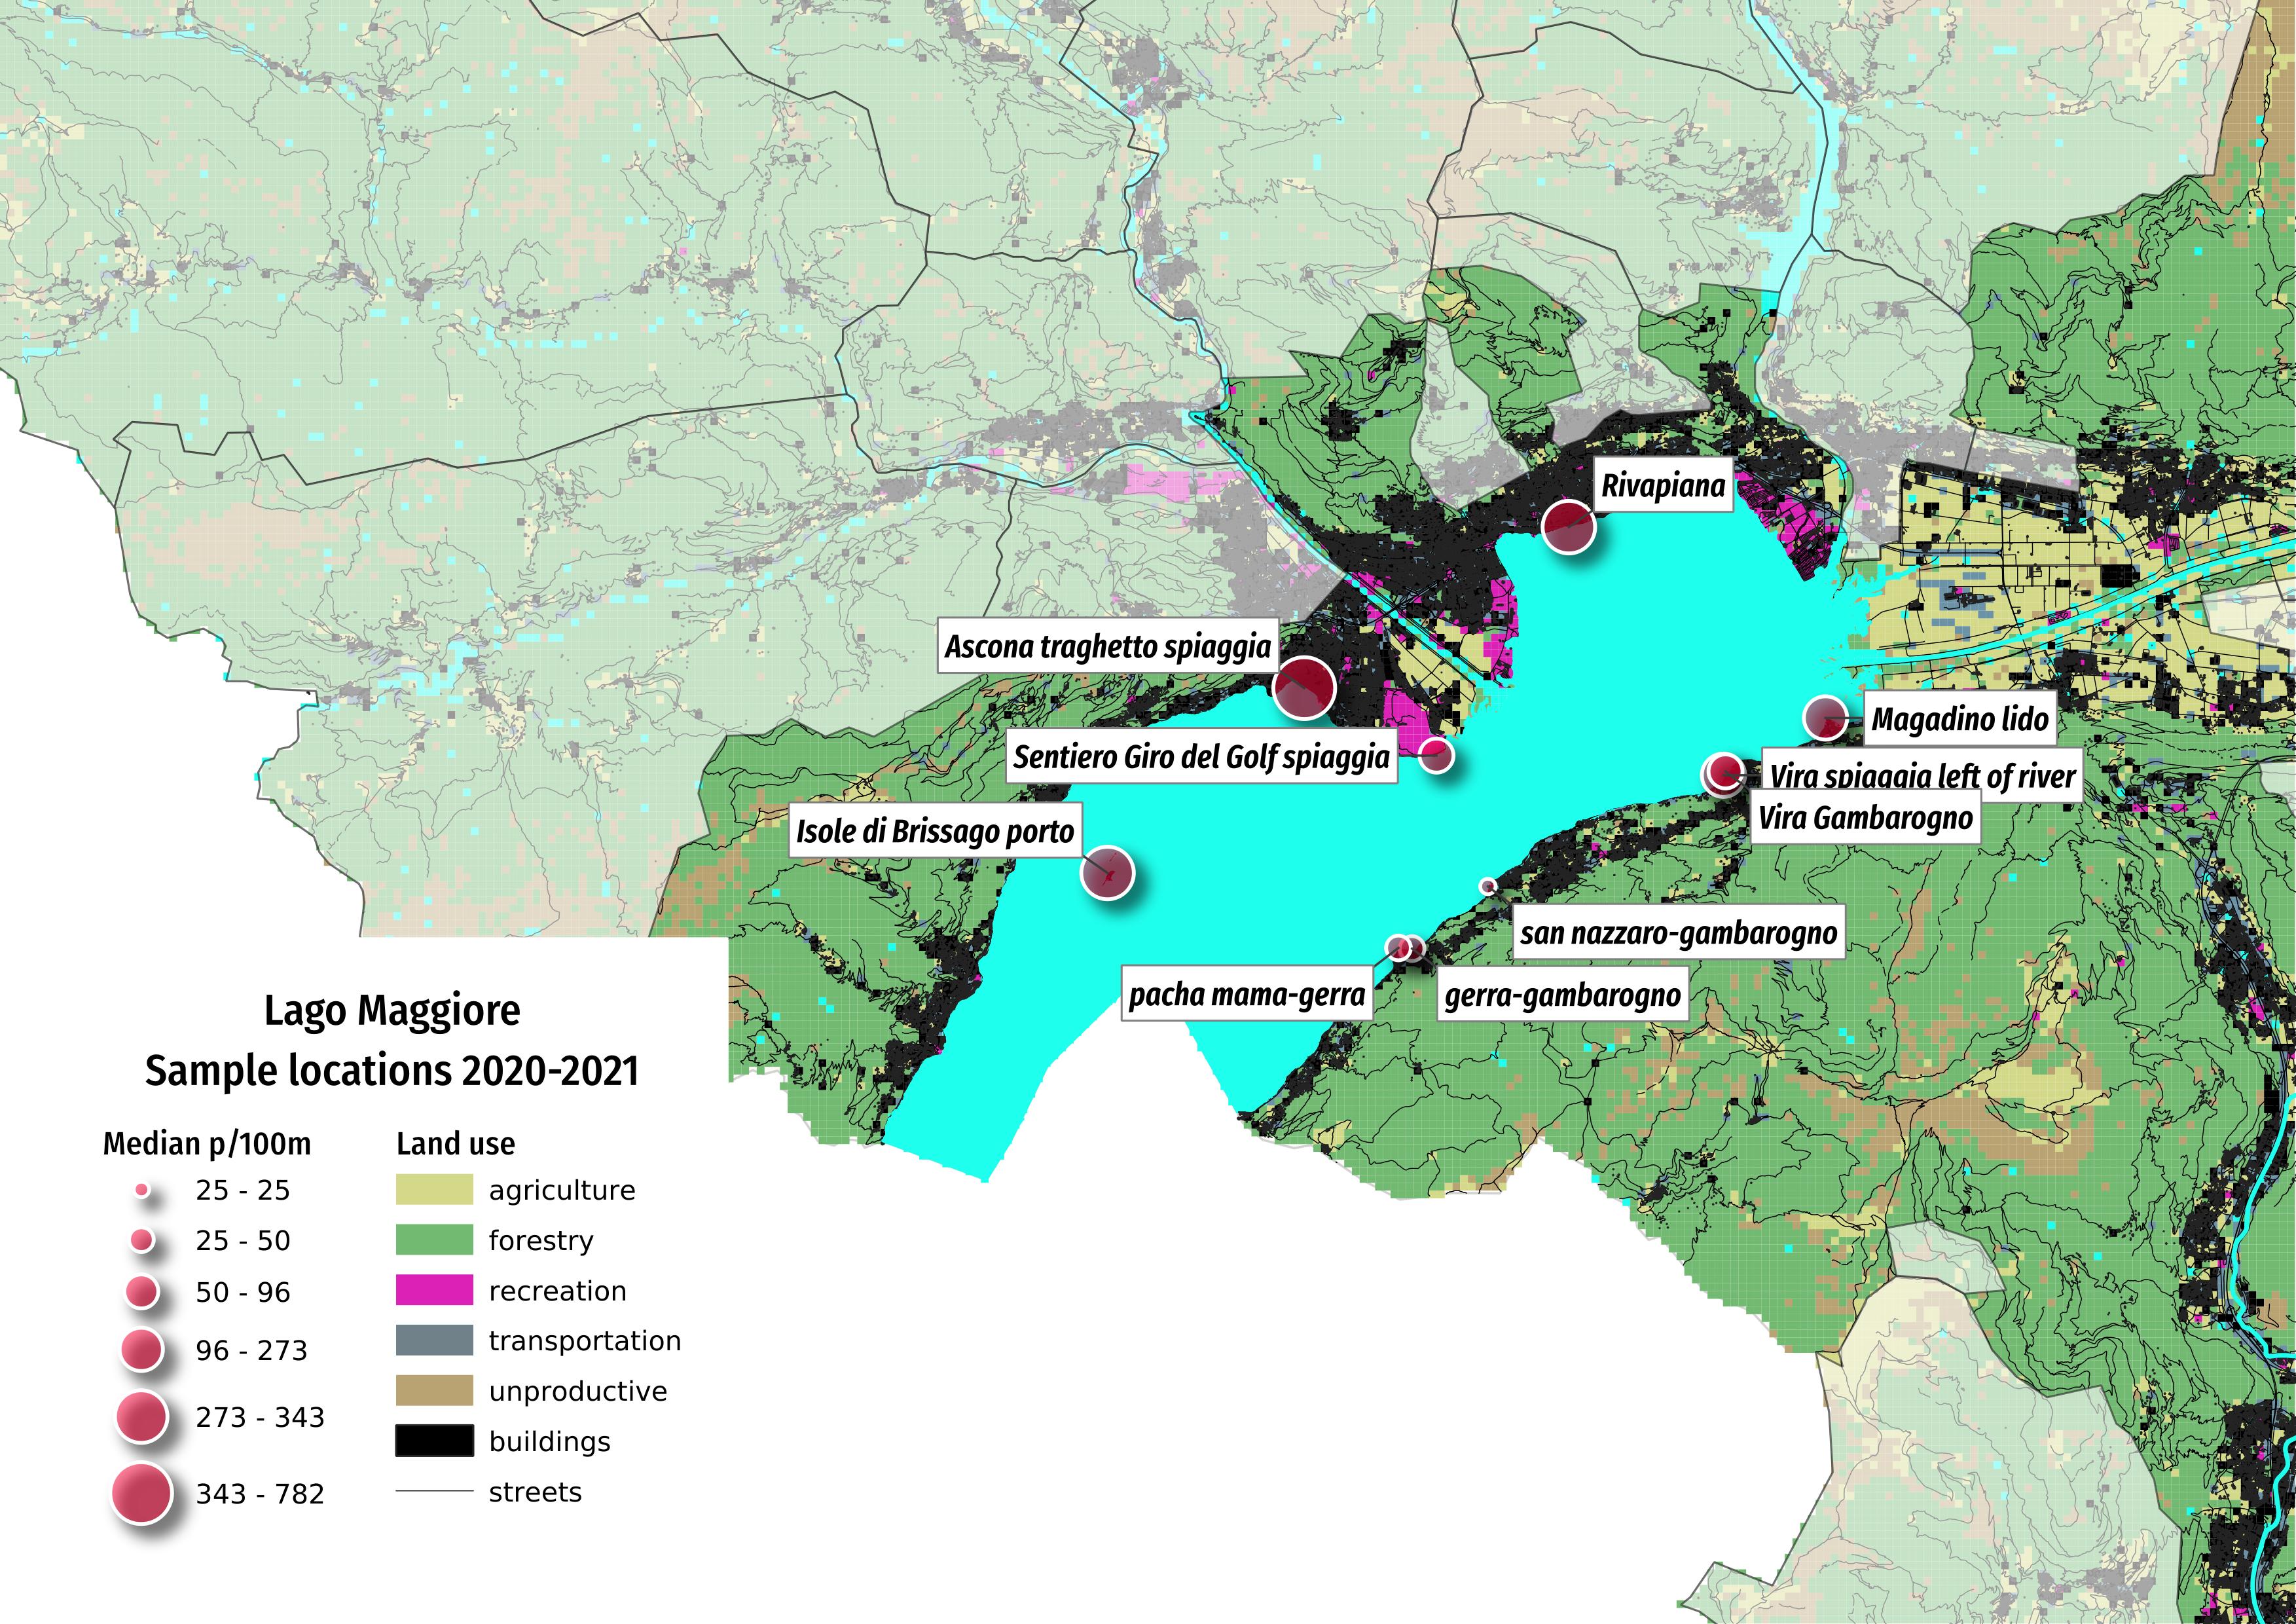 Rivapiana
Ascona traghetto spiaggia
Magadino lido
Sentiero Giro del Golf spiaggia
Vira spiaggia left of river
Vira Gambarogno
Isole di Brissago porto
san nazzaro-gambarogno
pacha mama-gerra
gerra-gambarogno
Lago Maggiore
Sample locations 2020-2021
Median p/100m
25 - 25
25 - 50
50 - 96
96 - 273
273 - 343
343 - 782
Land use
agriculture
forestry
recreation
transportation
unproductive
buildings
streets